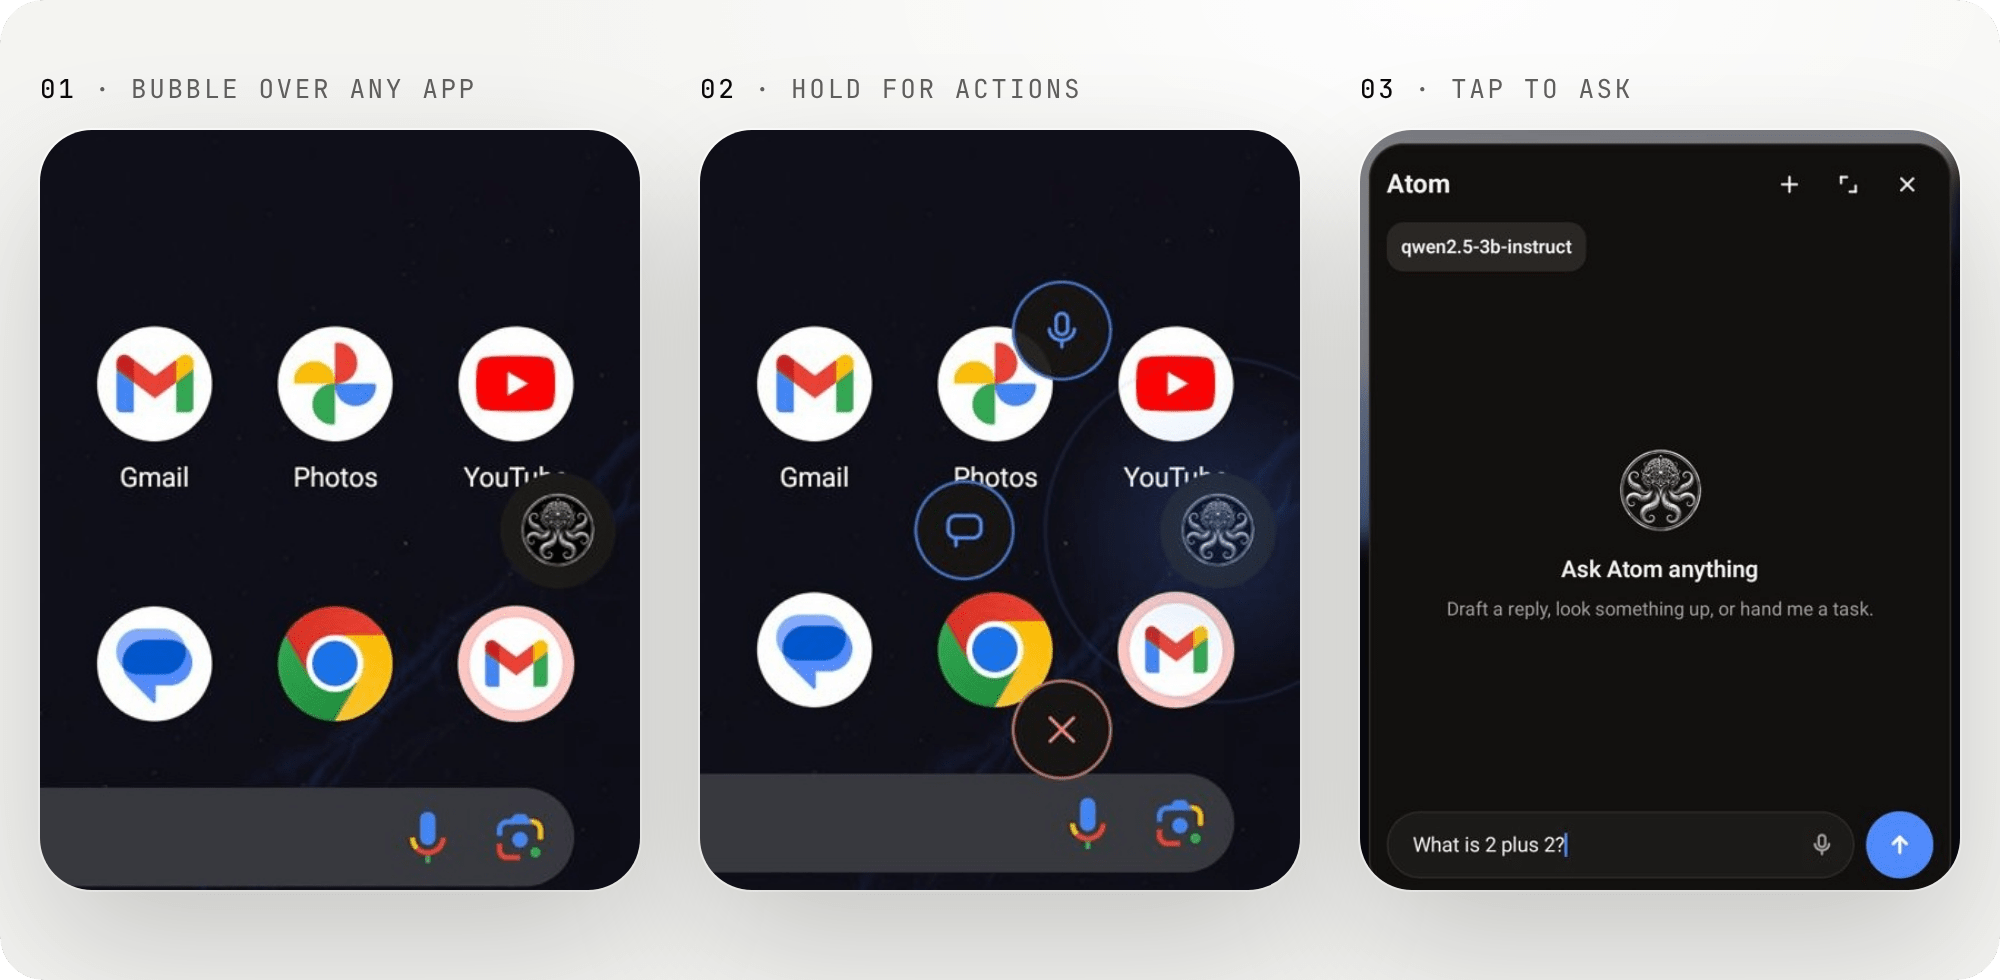 01 · BUBBLE OVER ANY APP
Gmail
Photos
02 · HOLD FOR ACTIONS
Gmail
Photos
03 · TAP TO ASK
Atom
qwen2.5-3b-instruct
Ask Atom anything
Draft a reply, look something up, or hand me a task.
What is 2 plus 2?